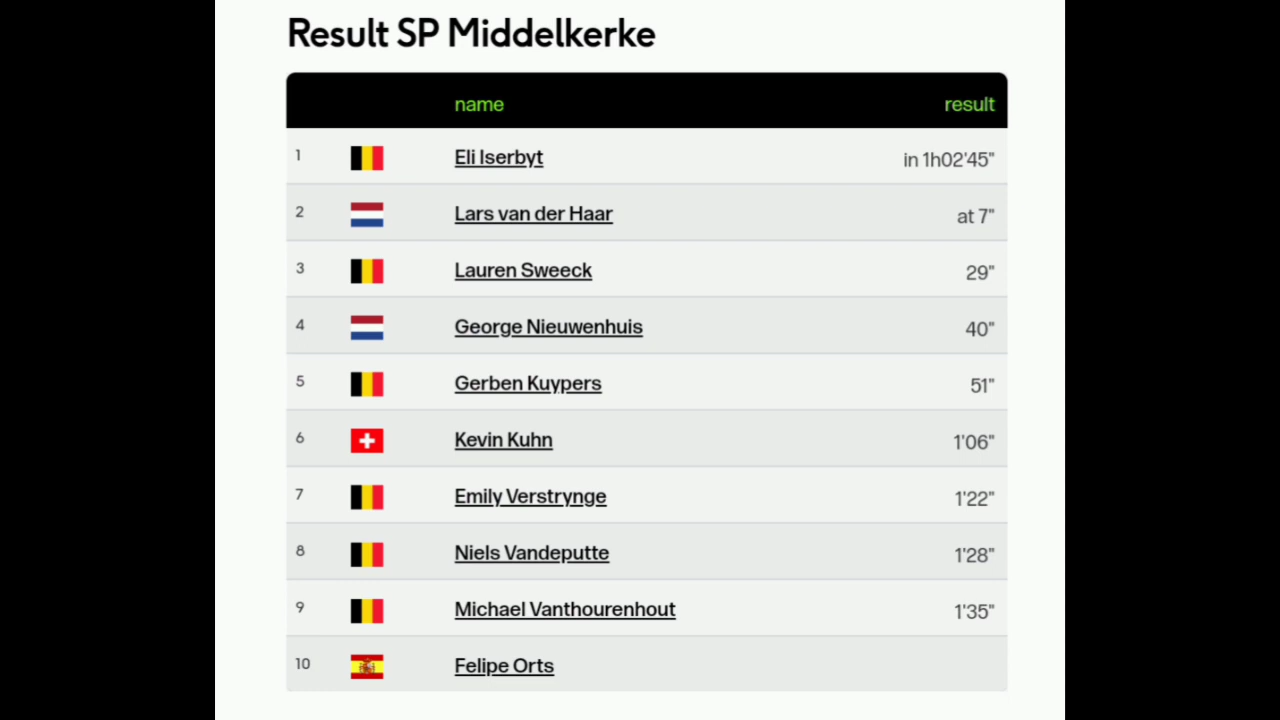 Result SP Middelkerke
name result
1 Eli Iserbyt in 1h02'45"
2 Lars van der Haar at 7"
3 Lauren Sweeck 29"
4 George Nieuwenhuis 40"
5 Gerben Kuypers 51"
6 Kevin Kuhn 1'06"
7 Emily Verstrynge 1'22"
8 Niels Vandeputte 1'28"
9 Michael Vanthourenhout 1'35"
10 Felipe Orts